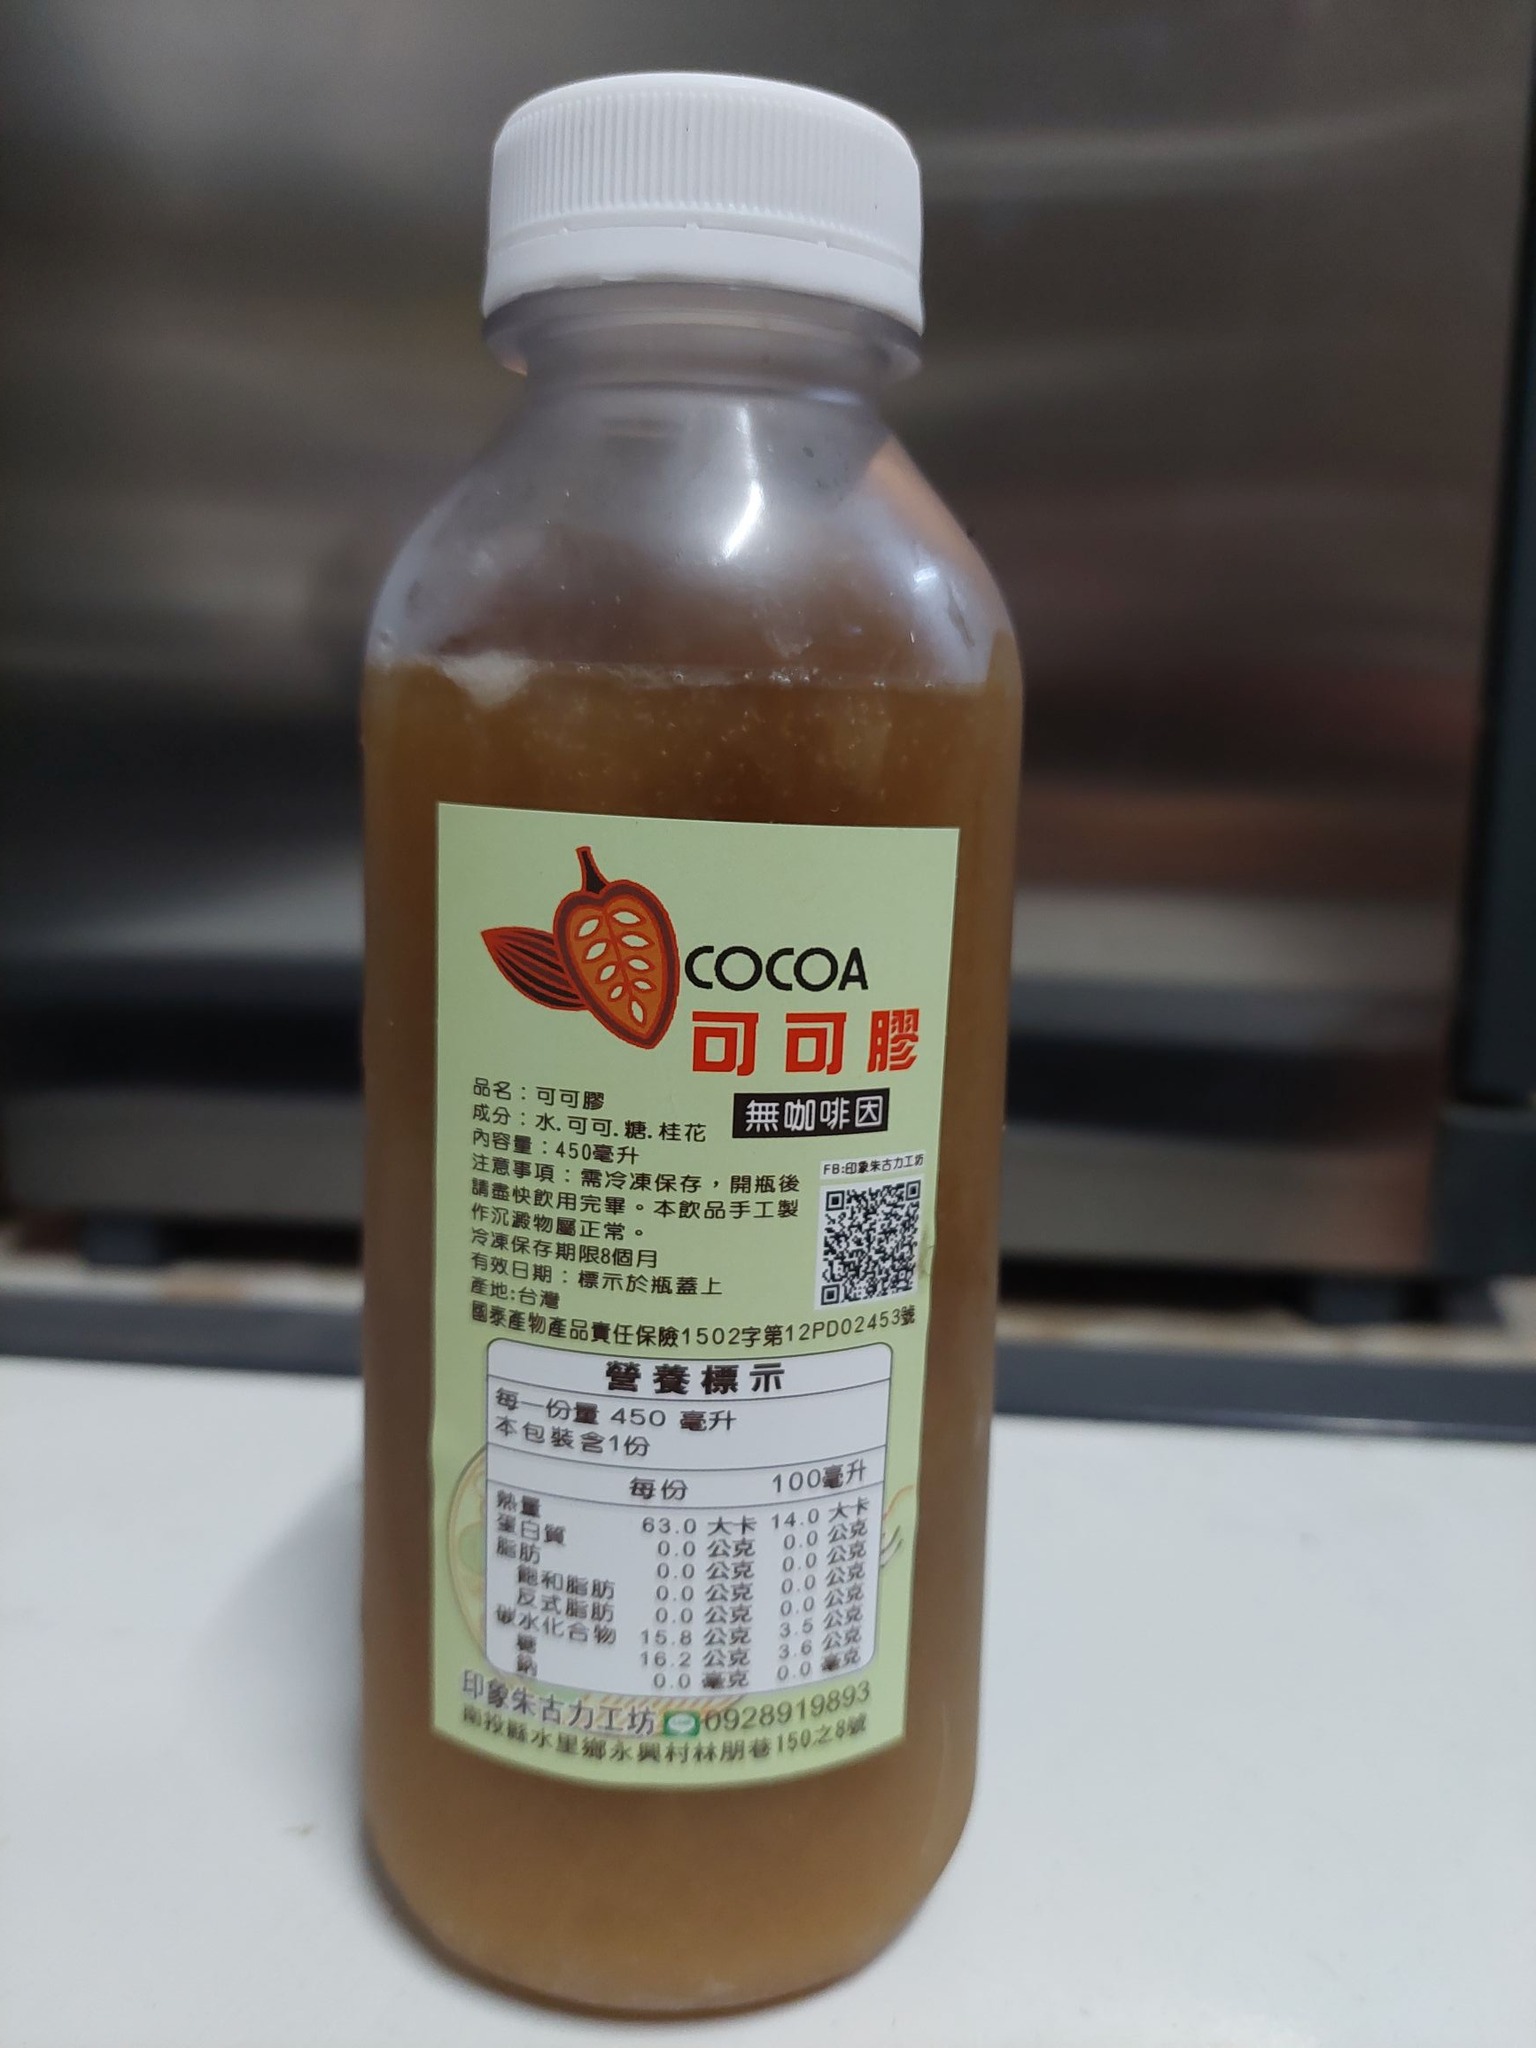 COCOA
可可膠
無咖啡因
品名：可可膠
成分：水.可可.糖.桂花
內容量：450毫升
注意事項：需冷凍保存，開瓶後
請盡快飲用完畢。本飲品手工製
作沉澱物屬正常。
冷凍保存期限8個月
有效日期：標示於瓶蓋上
產地:台灣
國泰產物產品責任保險1502字第12PD02453號
FB:印象朱古力工坊
營養標示
每一份量 450 毫升
本包裝含1份
每份 100毫升
熱量 63.0 大卡 14.0 大卡
蛋白質 0.0 公克 0.0 公克
脂肪 0.0 公克 0.0 公克
飽和脂肪 0.0 公克 0.0 公克
反式脂肪 0.0 公克 0.0 公克
碳水化合物 15.8 公克 3.5 公克
糖 16.2 公克 3.6 公克
鈉 0.0 毫克 0.0 毫克
印象朱古力工坊 0928919893
南投縣水里鄉永興村林朋巷150之8號